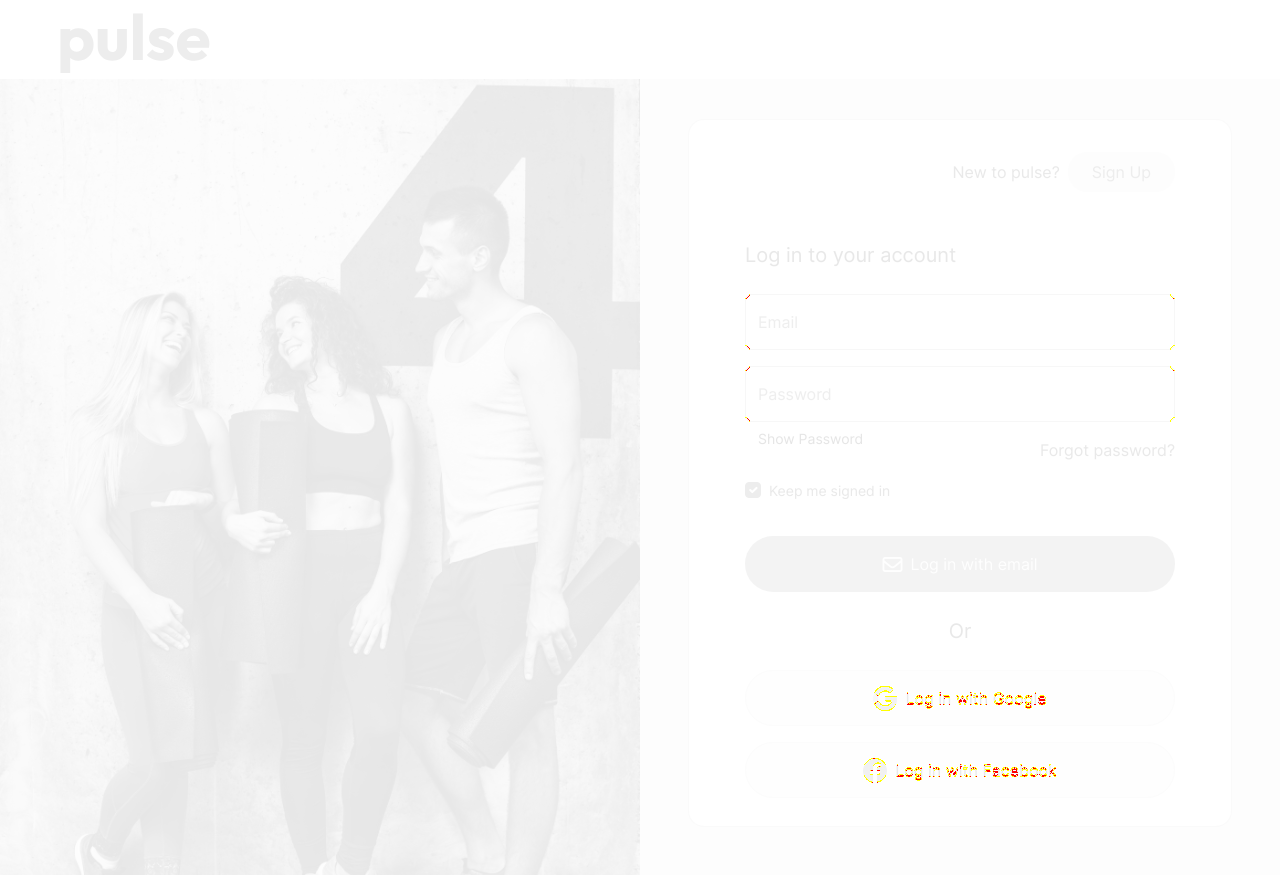 pulse
New to pulse? Sign Up
Log in to your account
Email
Password
Show Password
Forgot password?
Keep me signed in
Log in with email
Or
Log in with Google
Log in with Facebook